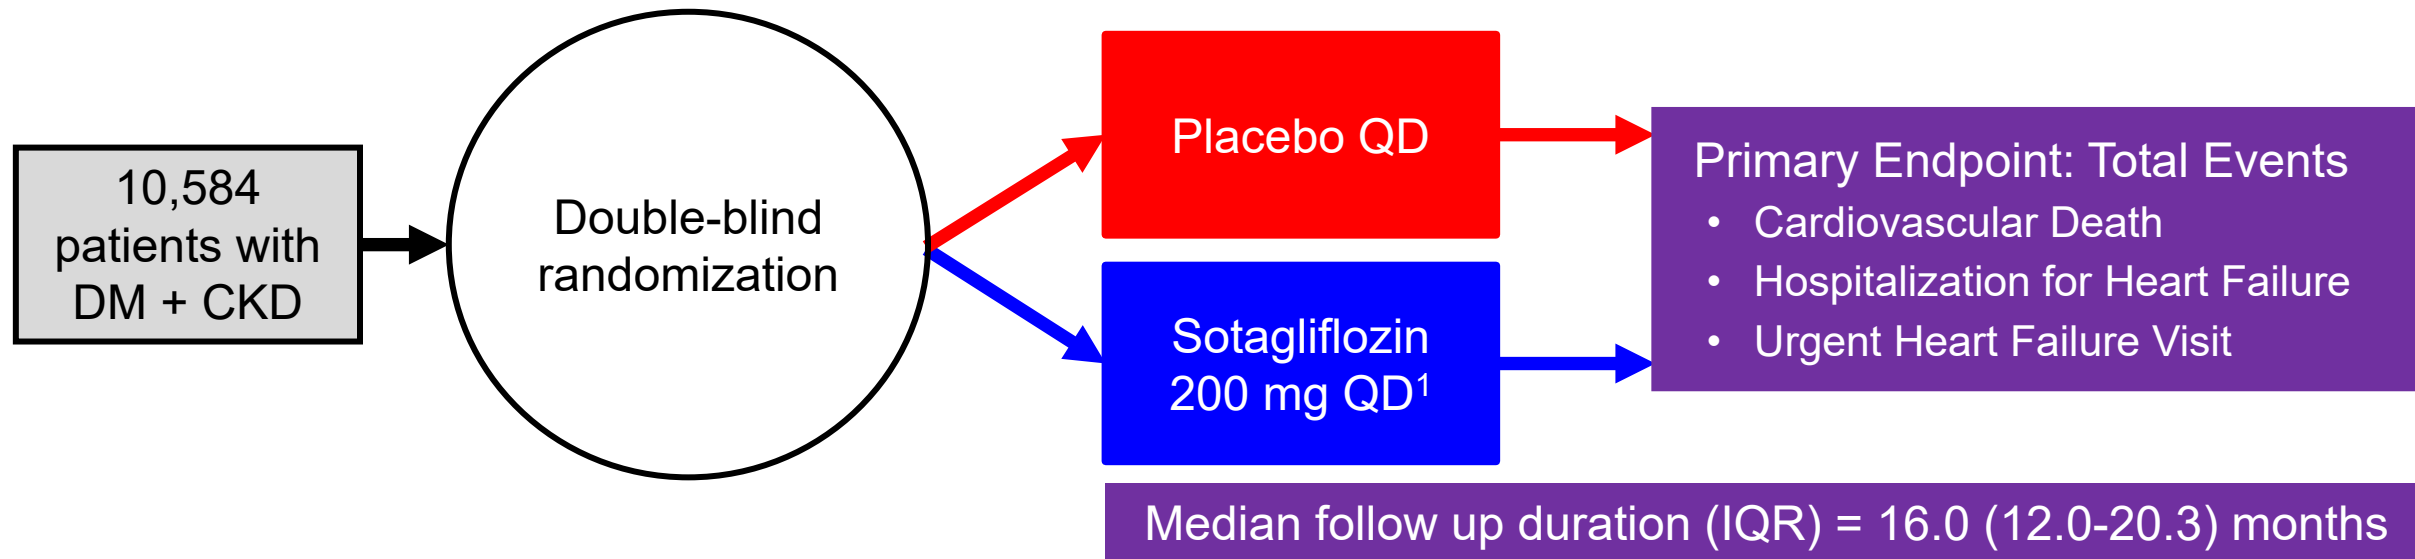 10,584
patients with
DM + CKD
Double-blind
randomization
Placebo QD
Sotagliflozin
200 mg QD¹
Primary Endpoint: Total Events
• Cardiovascular Death
• Hospitalization for Heart Failure
• Urgent Heart Failure Visit
Median follow up duration (IQR) = 16.0 (12.0-20.3) months